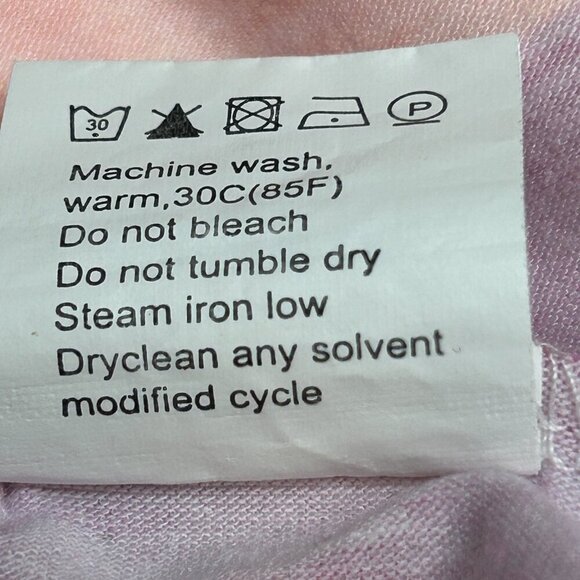 30 P
Machine wash,
warm,30C(85F)
Do not bleach
Do not tumble dry
Steam iron low
Dryclean any solvent
modified cycle